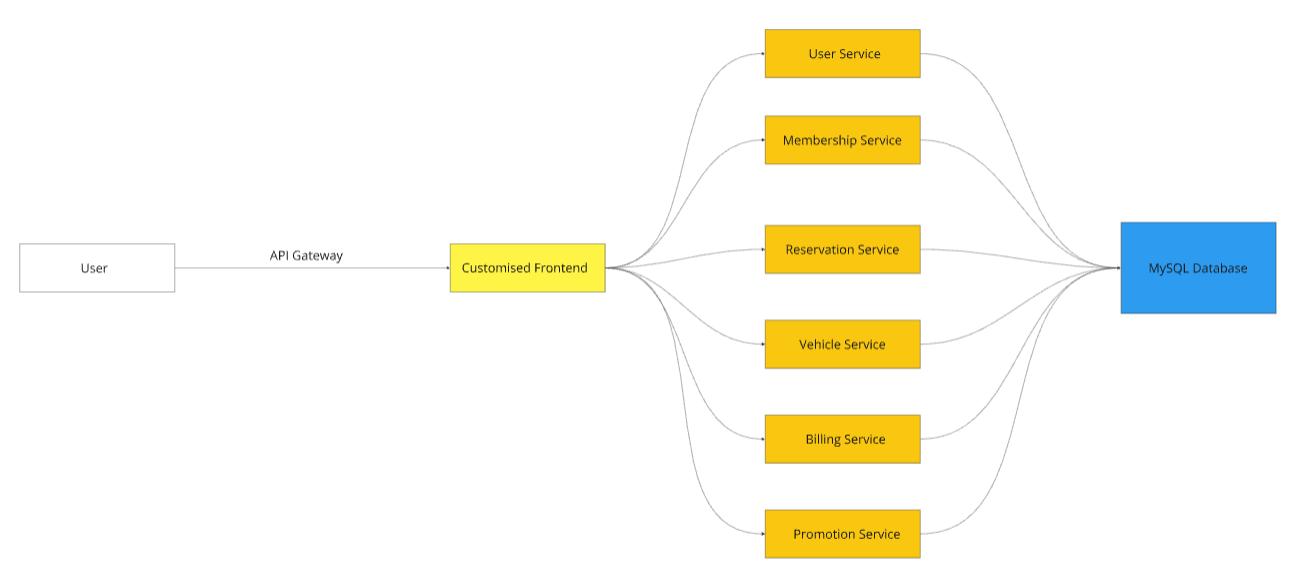 User
API Gateway
Customised Frontend
User Service
Membership Service
Reservation Service
Vehicle Service
Billing Service
Promotion Service
MySQL Database